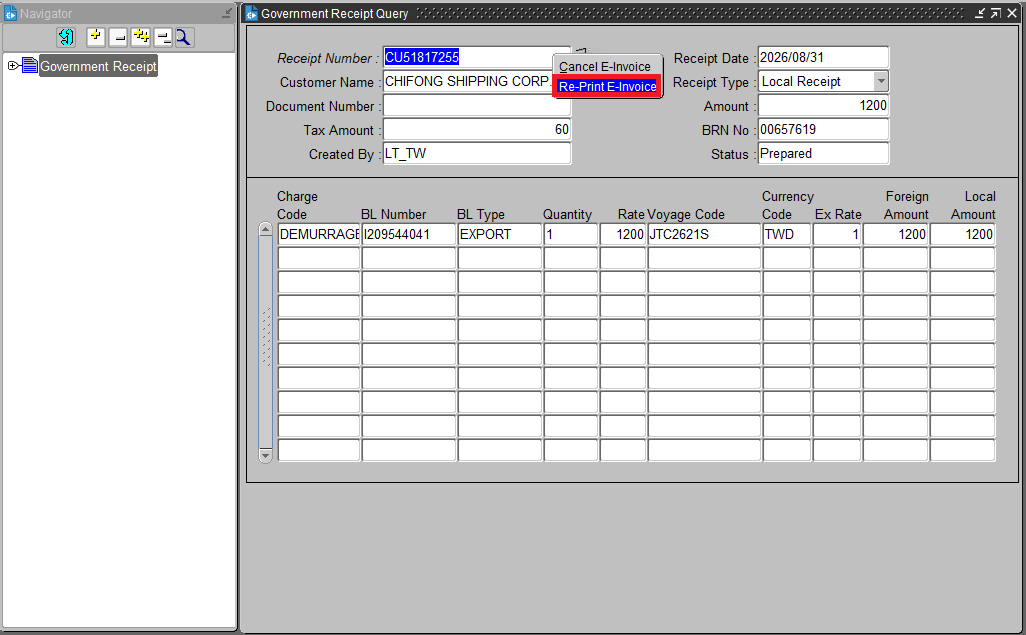 Navigator
Government Receipt
Government Receipt Query
Receipt Number : CU51817255
Receipt Date : 2026/08/31
Customer Name : CHIFONG SHIPPING CORP.
Receipt Type : Local Receipt
Document Number :
Amount : 1200
Tax Amount : 60
BRN No : 00657619
Created By : LT_TW
Status : Prepared
Cancel E-Invoice
Re-Print E-Invoice
Charge Code BL Number BL Type Quantity Rate Voyage Code Currency Code Ex Rate Foreign Amount Local Amount
DEMURRAGE I209544041 EXPORT 1 1200 JTC2621S TWD 1 1200 1200